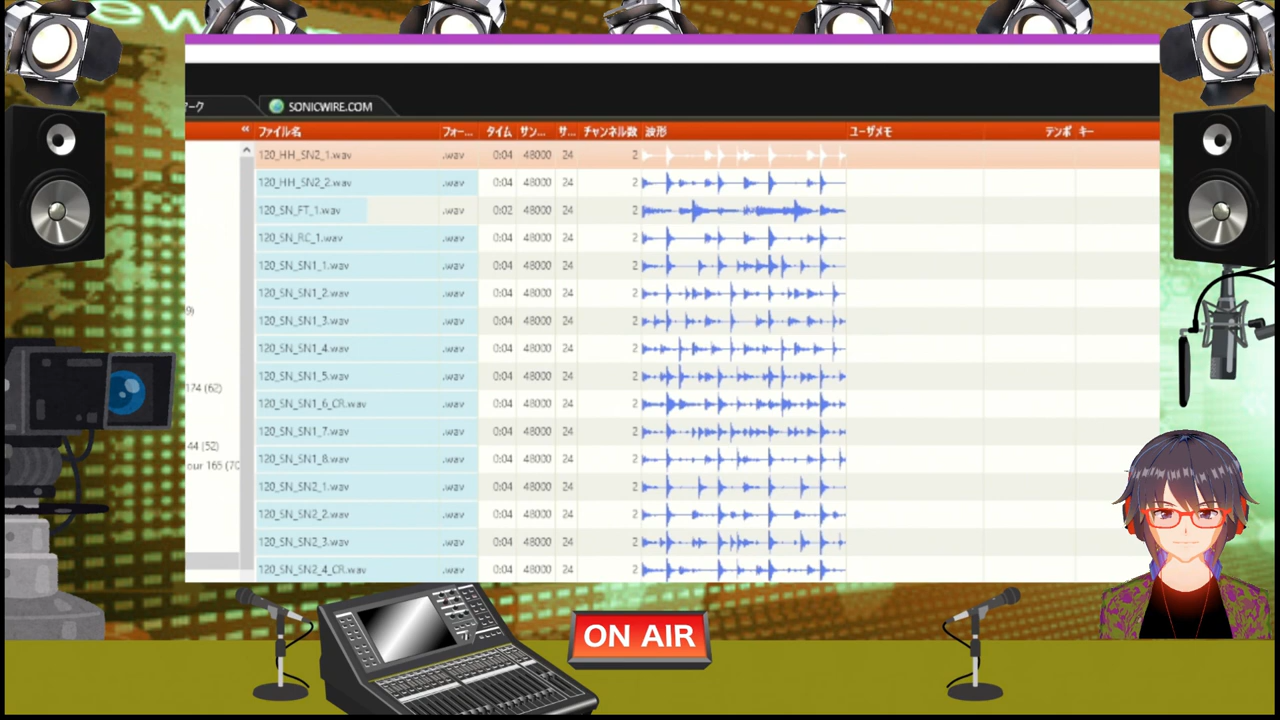 ew
ーク SONICWIRE.COM
« ファイル名 フォー... タイム サン... サ... チャンネル数 波形 ユーザメモ テンポ キー
120_HH_SN2_1.wav .wav 0:04 48000 24 2
120_HH_SN2_2.wav .wav 0:04 48000 24 2
120_SN_FT_1.wav .wav 0:02 48000 24 2
120_SN_RC_1.wav .wav 0:04 48000 24 2
120_SN_SN1_1.wav .wav 0:04 48000 24 2
120_SN_SN1_2.wav .wav 0:04 48000 24 2
9) 120_SN_SN1_3.wav .wav 0:04 48000 24 2
120_SN_SN1_4.wav .wav 0:04 48000 24 2
174 (62) 120_SN_SN1_5.wav .wav 0:04 48000 24 2
120_SN_SN1_6_CR.wav .wav 0:04 48000 24 2
44 (52) 120_SN_SN1_7.wav .wav 0:04 48000 24 2
our 165 (70 120_SN_SN1_8.wav .wav 0:04 48000 24 2
120_SN_SN2_1.wav .wav 0:04 48000 24 2
120_SN_SN2_2.wav .wav 0:04 48000 24 2
120_SN_SN2_3.wav .wav 0:04 48000 24 2
120_SN_SN2_4_CR.wav .wav 0:04 48000 24 2
ON AIR